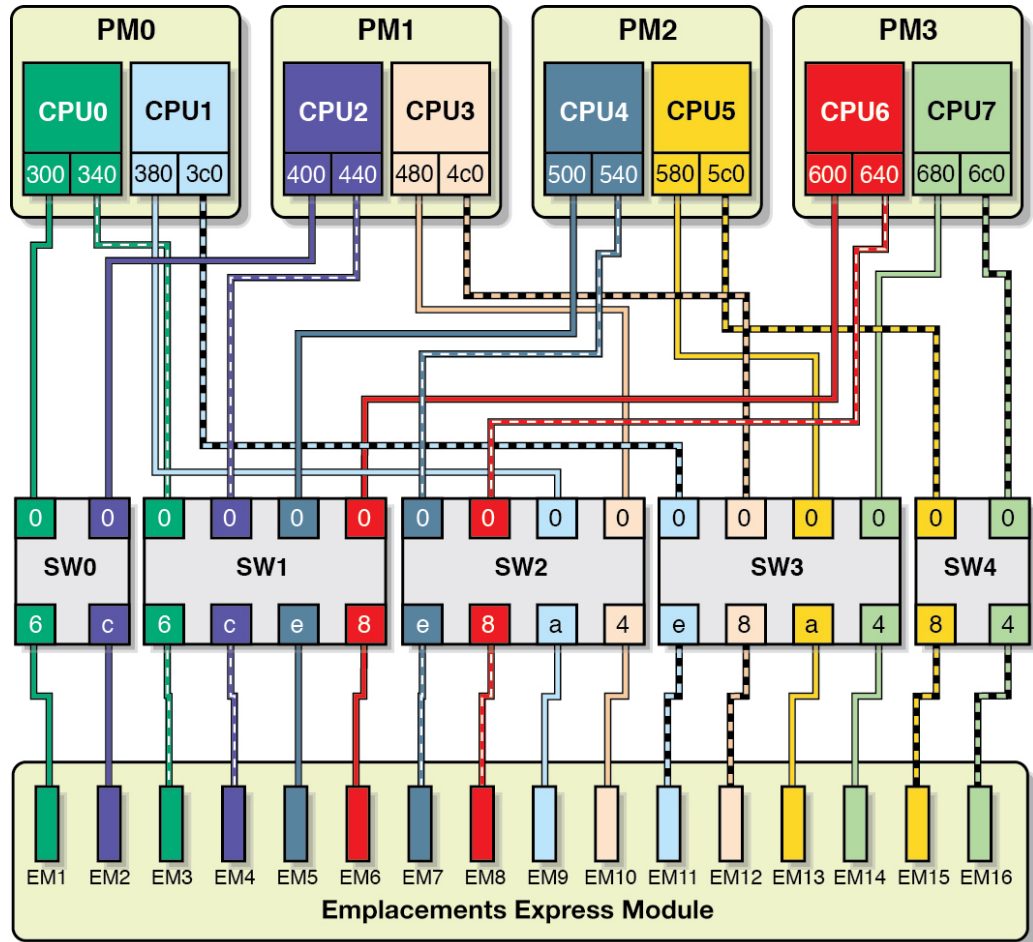 PM0 PM1 PM2 PM3
CPU0 CPU1 CPU2 CPU3 CPU4 CPU5 CPU6 CPU7
300 340 380 3c0 400 440 480 4c0 500 540 580 5c0 600 640 680 6c0
0 0 0 0 0 0 0 0 0 0 0 0 0 0 0 0
SW0 SW1 SW2 SW3 SW4
6 c 6 c e 8 e 8 a 4 e 8 a 4 8 4
EM1 EM2 EM3 EM4 EM5 EM6 EM7 EM8 EM9 EM10 EM11 EM12 EM13 EM14 EM15 EM16
Emplacements Express Module